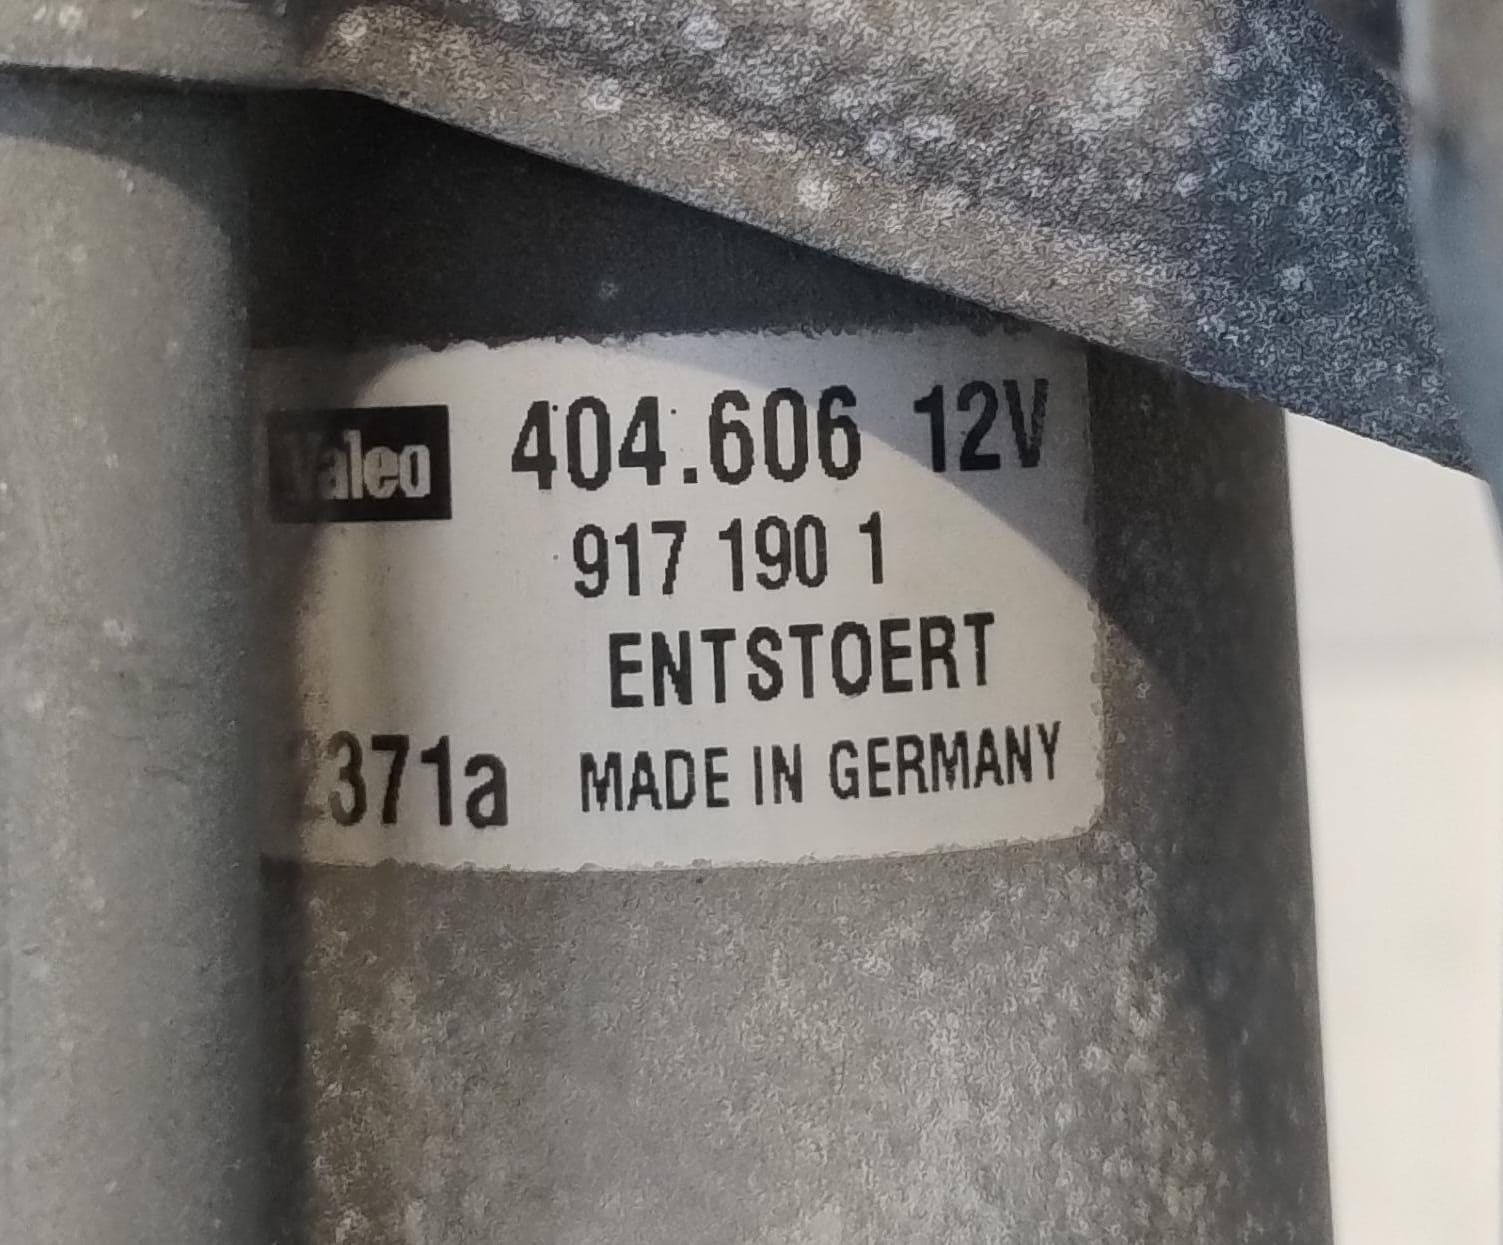 Valeo 404.606 12V
917 190 1
ENTSTOERT
371a MADE IN GERMANY